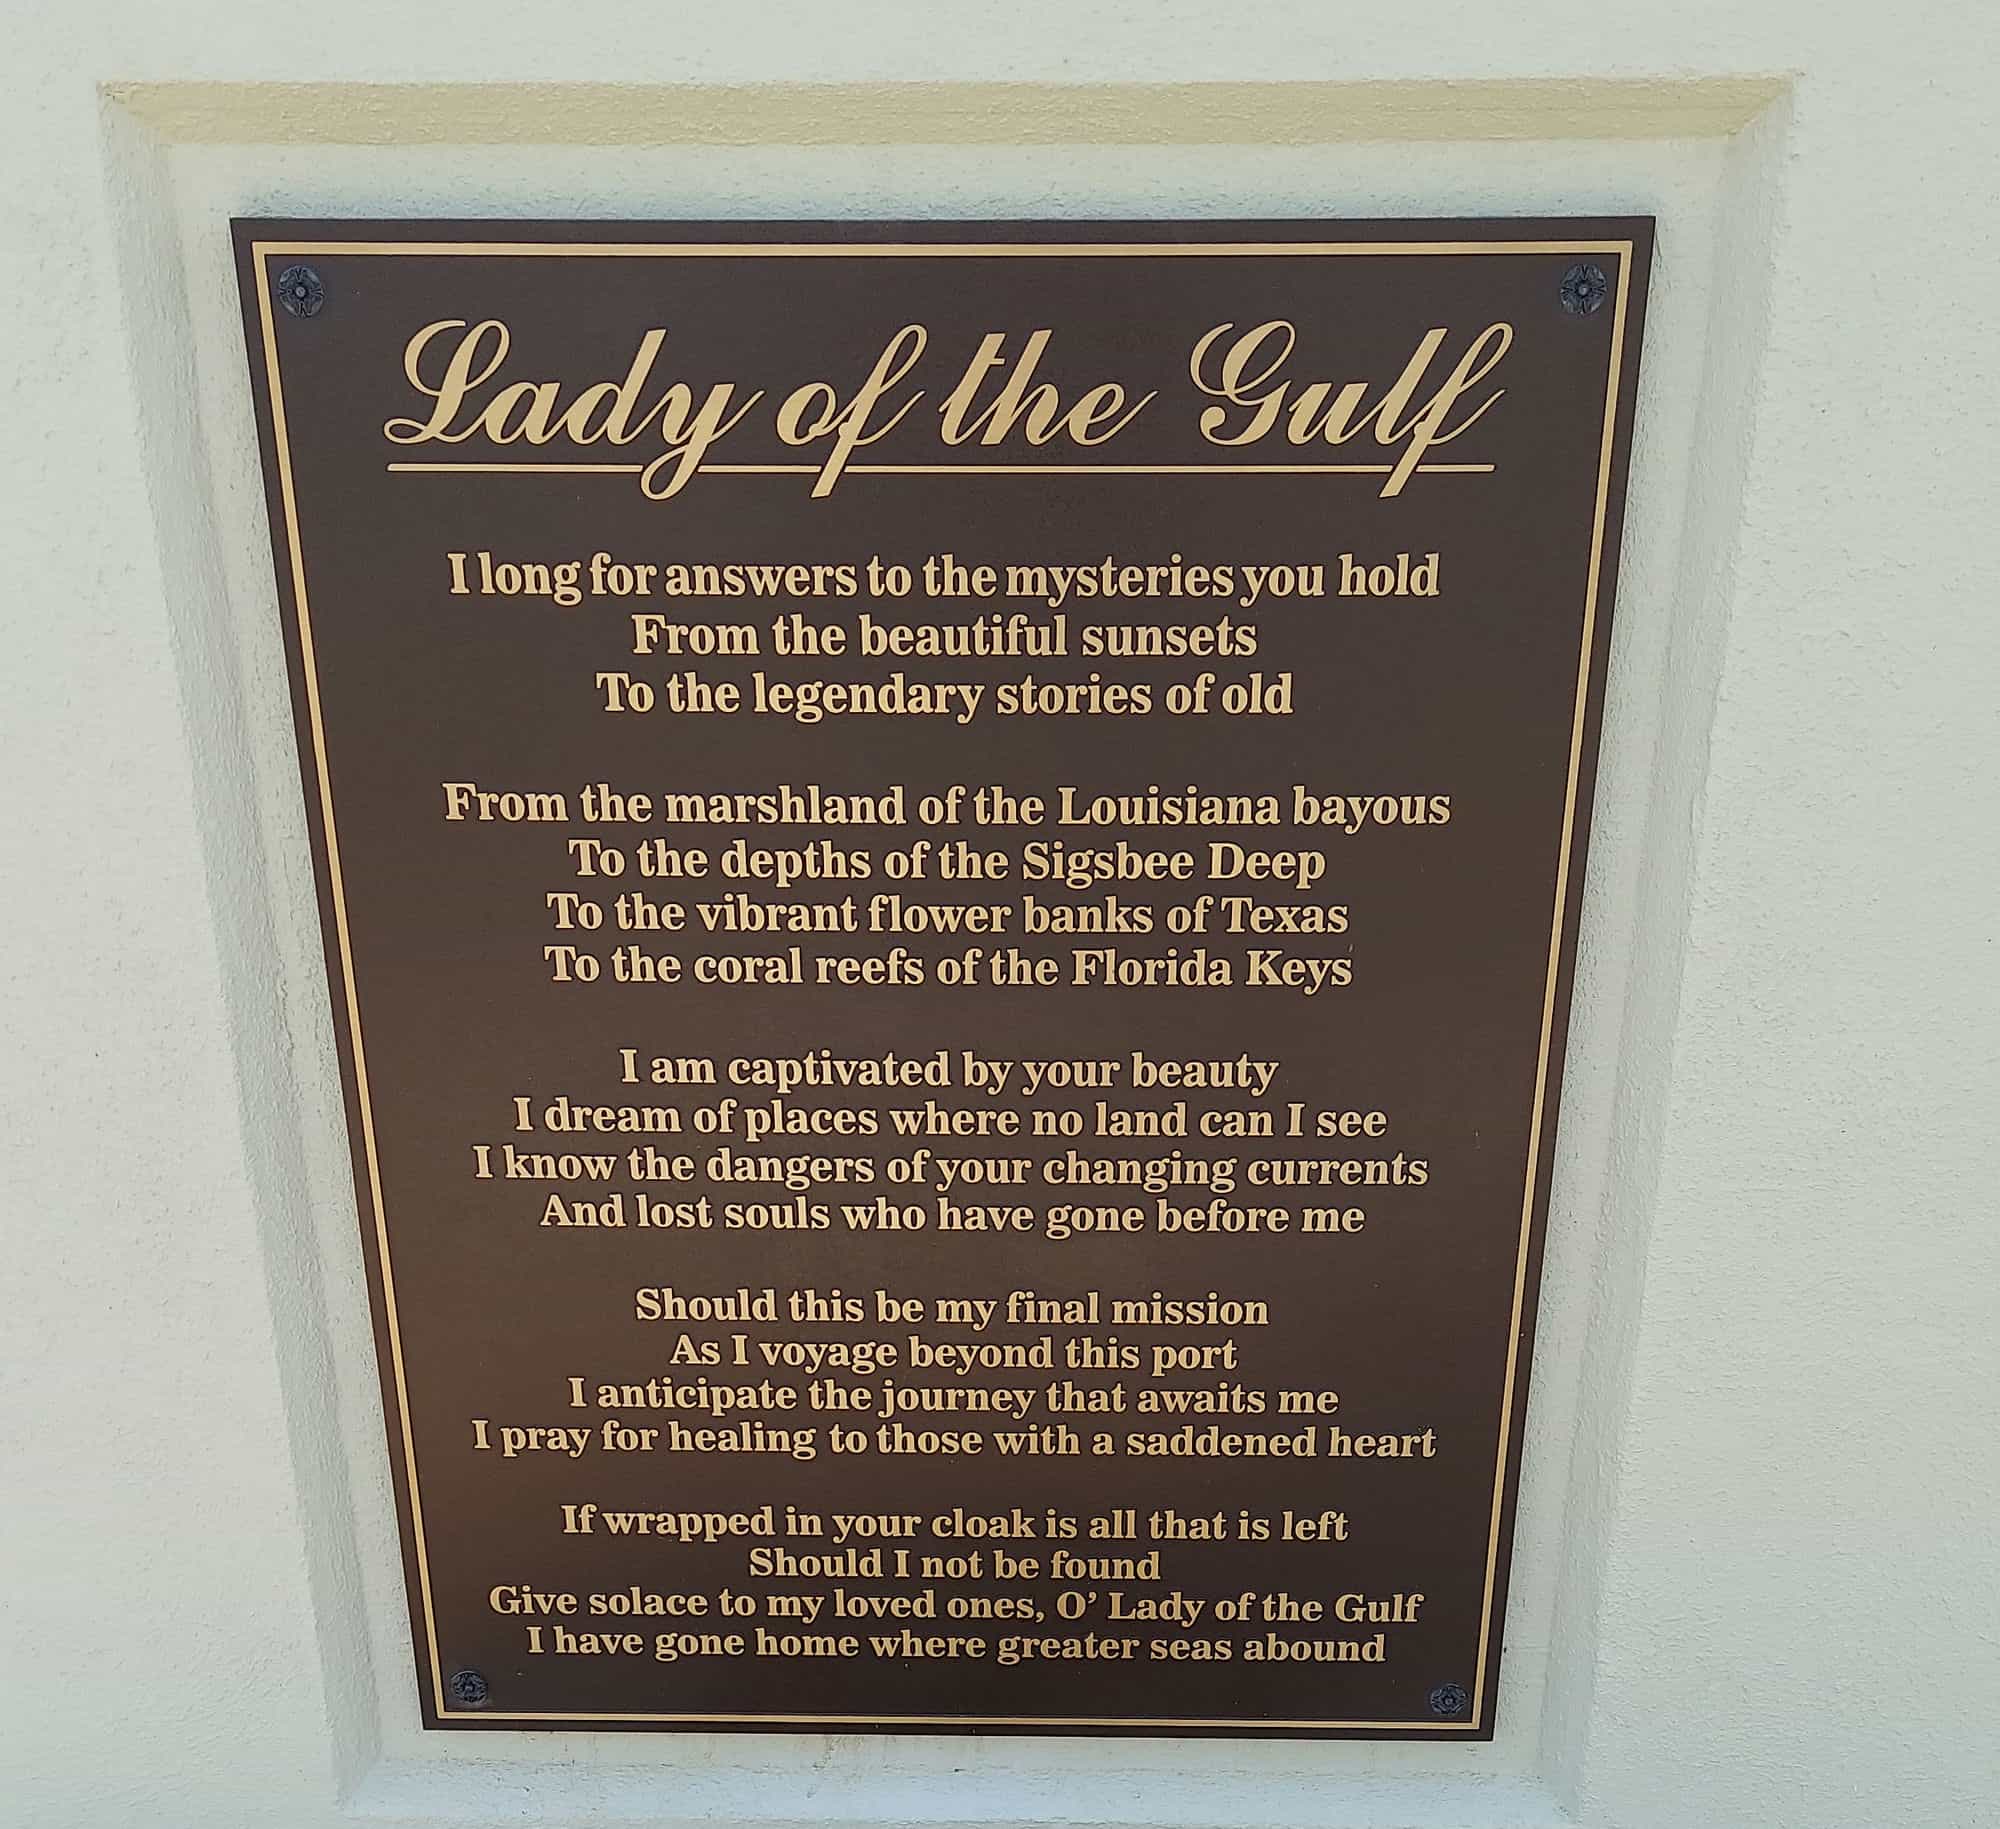 Lady of the Gulf
I long for answers to the mysteries you hold
From the beautiful sunsets
To the legendary stories of old
From the marshland of the Louisiana bayous
To the depths of the Sigsbee Deep
To the vibrant flower banks of Texas
To the coral reefs of the Florida Keys
I am captivated by your beauty
I dream of places where no land can I see
I know the dangers of your changing currents
And lost souls who have gone before me
Should this be my final mission
As I voyage beyond this port
I anticipate the journey that awaits me
I pray for healing to those with a saddened heart
If wrapped in your cloak is all that is left
Should I not be found
Give solace to my loved ones, O’ Lady of the Gulf
I have gone home where greater seas abound